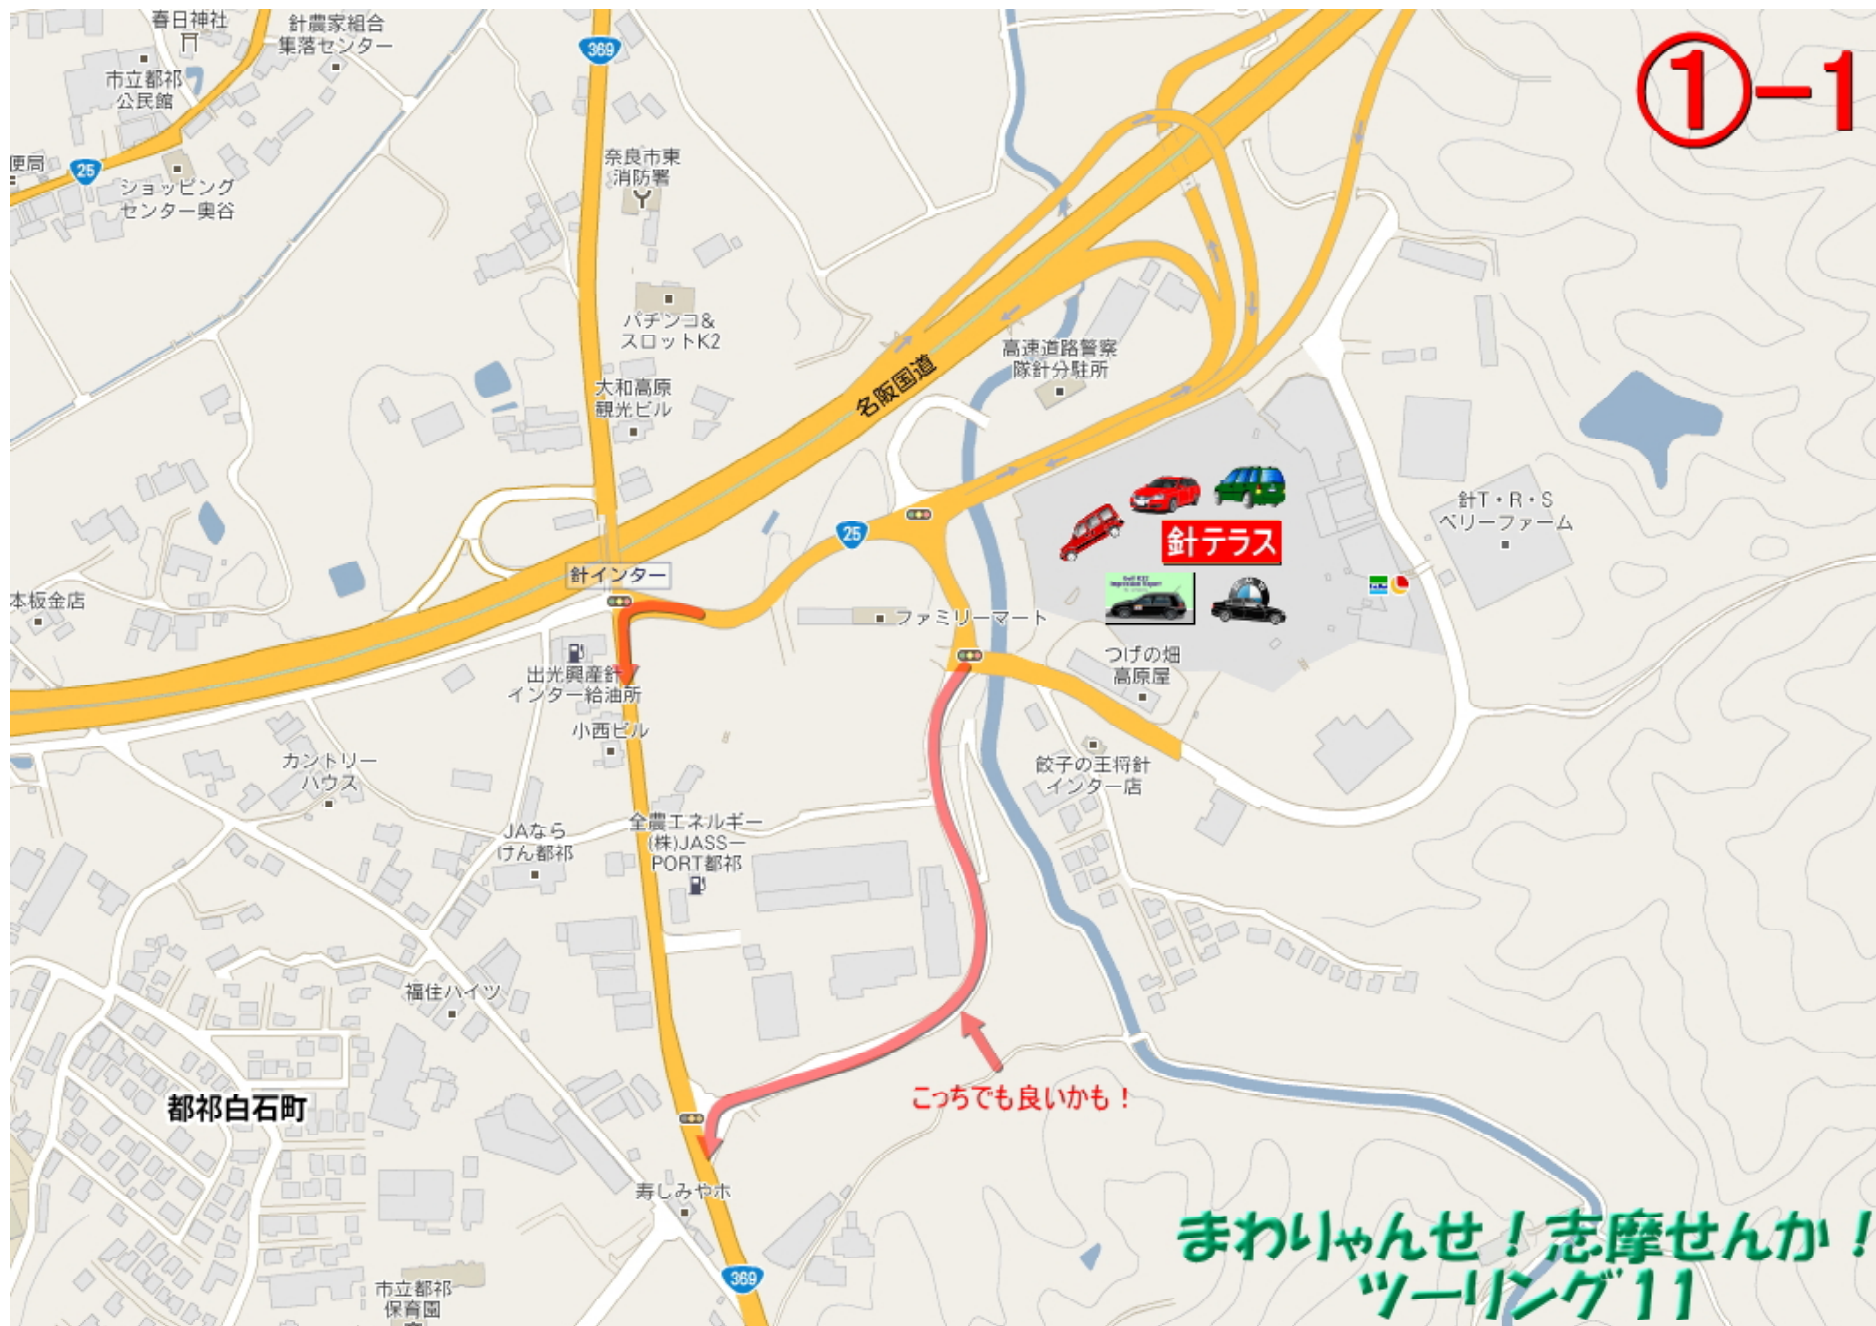 ①-1
春日神社
針農家組合
集落センター
369
市立都祁
公民館
便局
25
ショッピング
センター奥谷
奈良市東
消防署
パチンコ&
スロットK2
大和高原
観光ビル
名阪国道
高速道路警察
隊針分駐所
針T・R・S
ベリーファーム
25
針テラス
針インター
本板金店
ファミリーマート
出光興産針
インター給油所
つげの畑
高原屋
小西ビル
カントリー
ハウス
餃子の王将針
インター店
JAなら
けん都祁
全農エネルギー
(株)JASSー
PORT都祁
福住ハイツ
都祁白石町
こっちでも良いかも！
寿しみやホ
369
市立都祁
保育園
まわりゃんせ！志摩せんか！
ツーリング'11